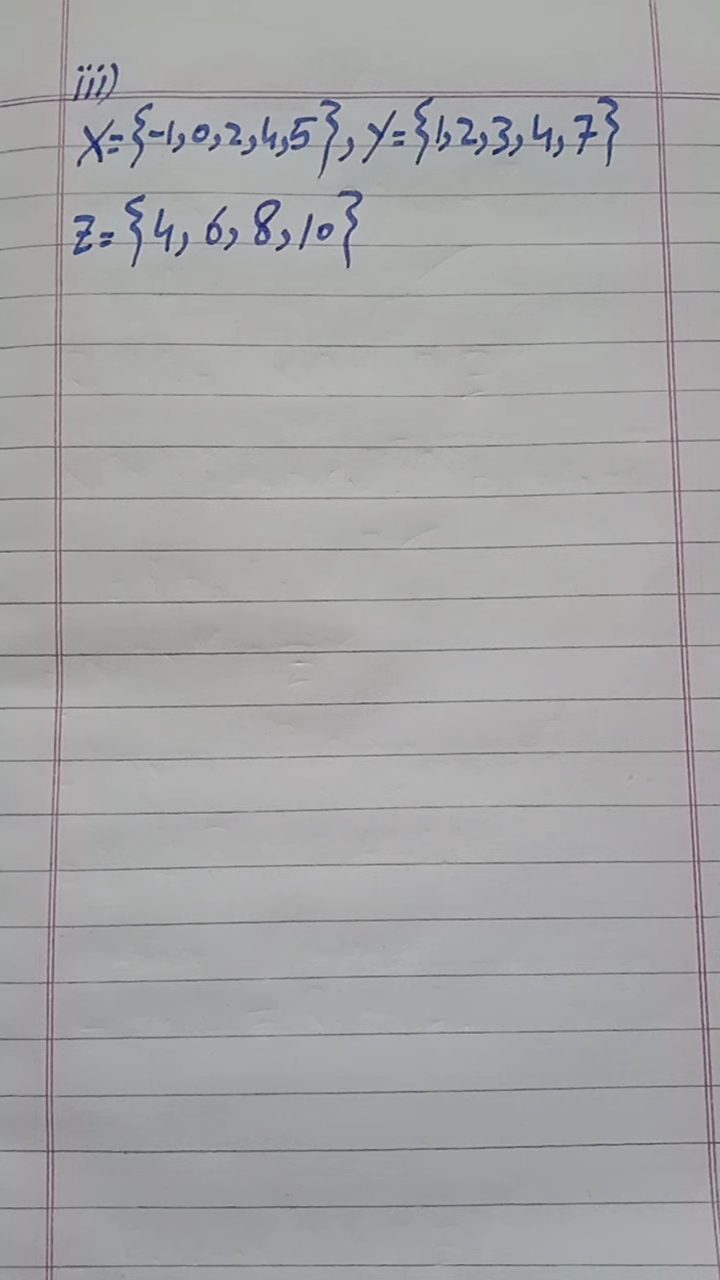 iii)
X={-1,0,2,4,5}, Y={1,2,3,4,7}
Z={4, 6, 8, 10}